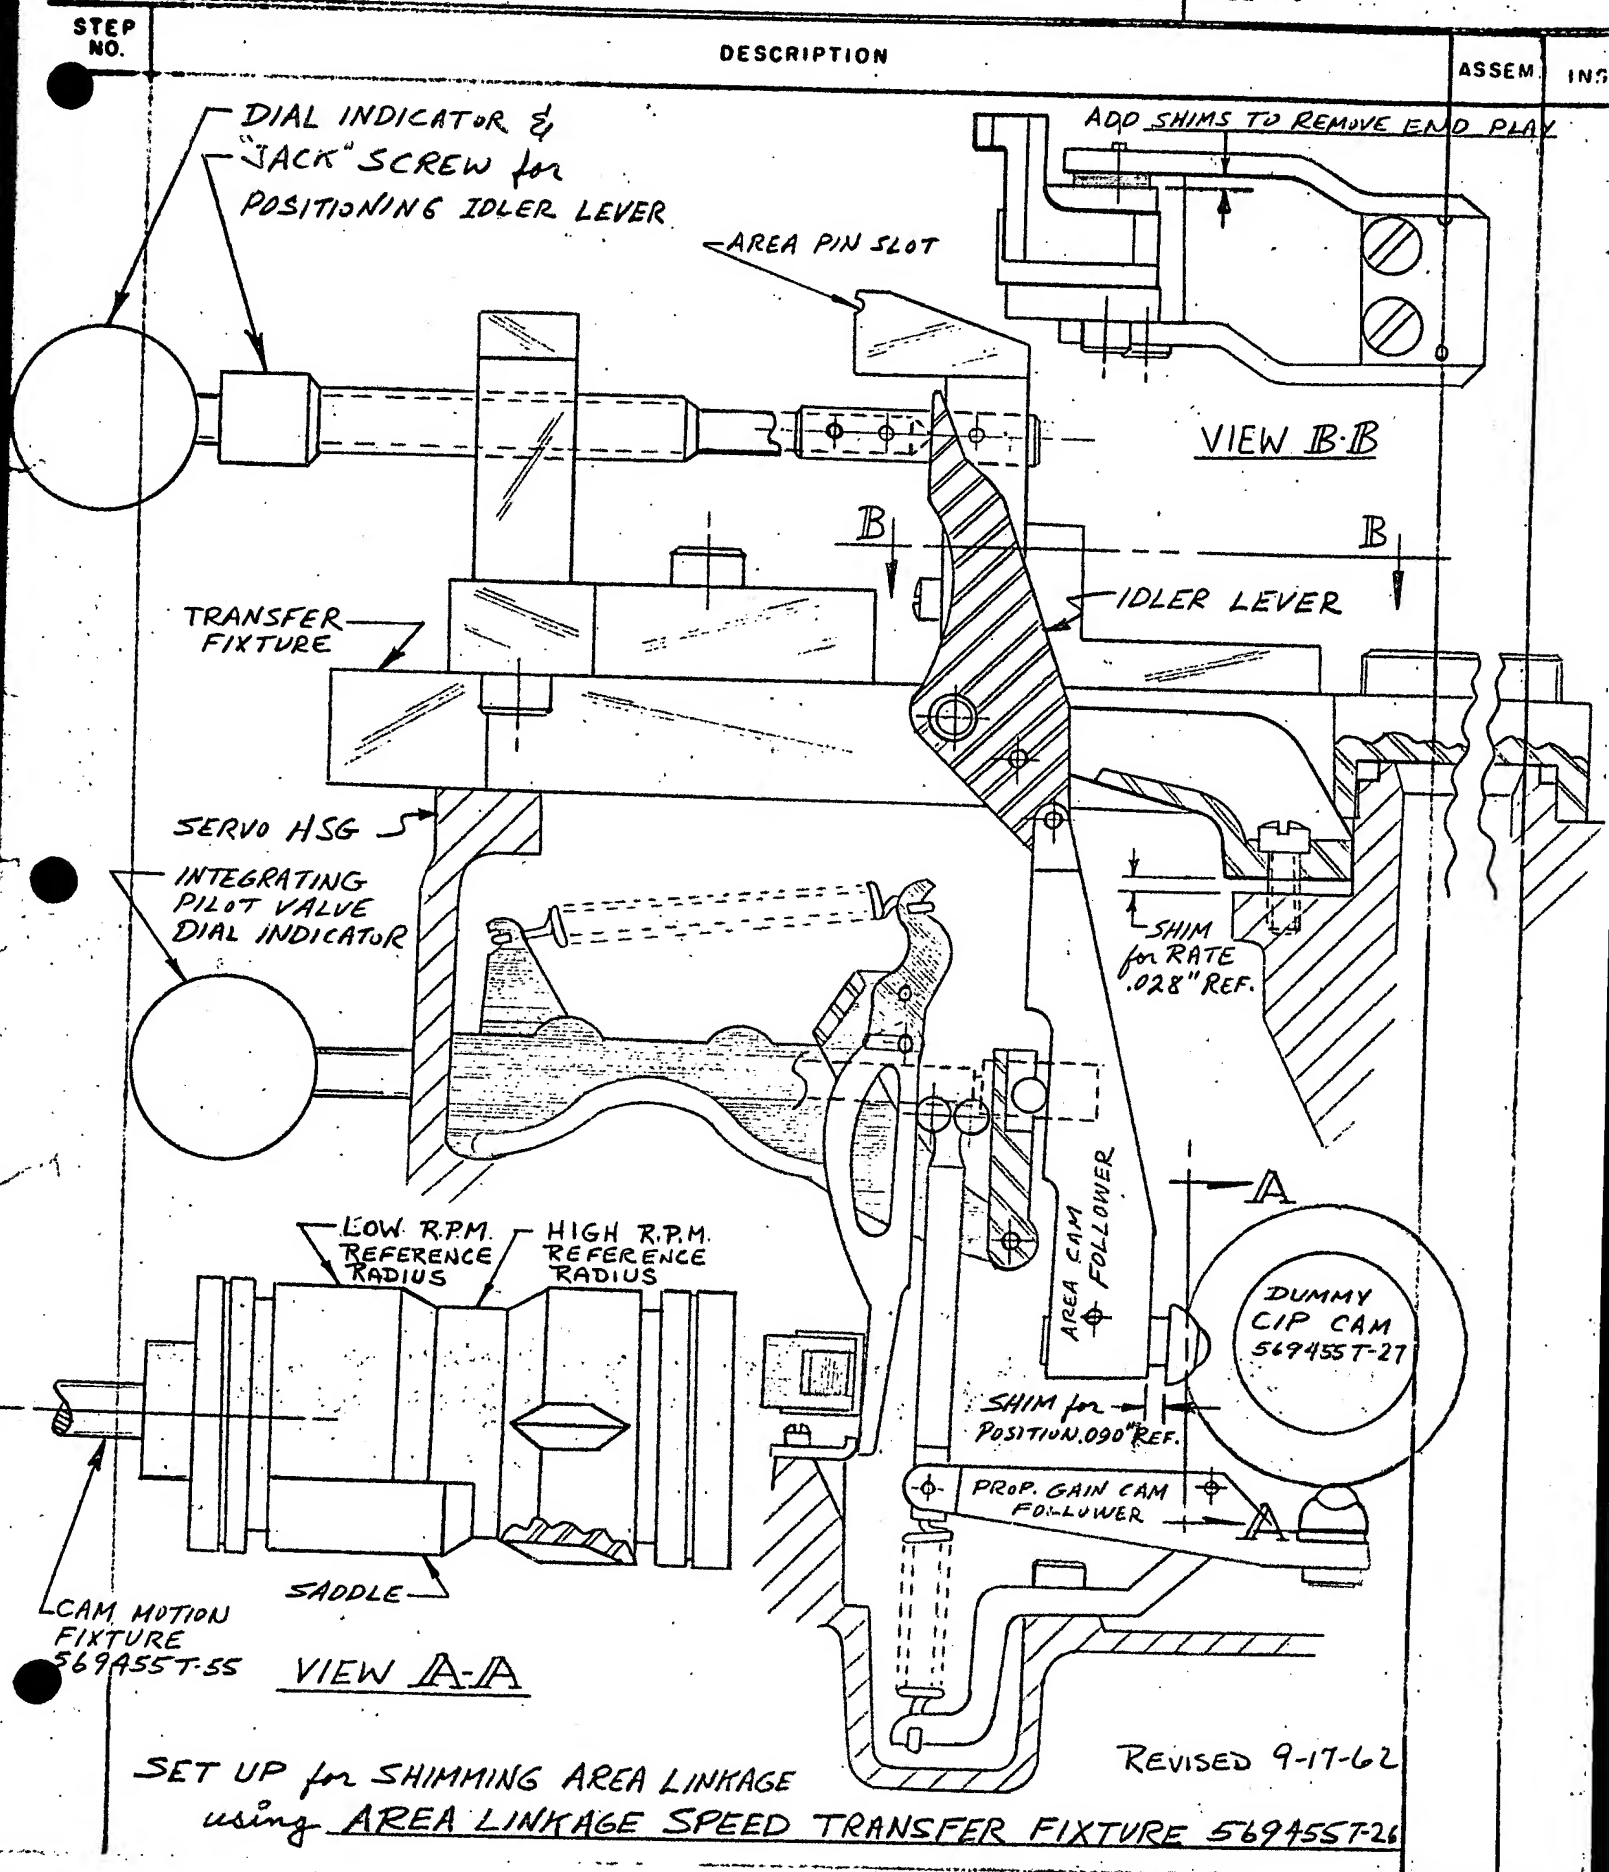 STEP
NO.
DESCRIPTION
ASSEM.
INS
DIAL INDICATOR &
"JACK" SCREW for
POSITIONING IDLER LEVER
ADD SHIMS TO REMOVE END PLAY
AREA PIN SLOT
VIEW B-B
B
B
IDLER LEVER
TRANSFER
FIXTURE
SERVO HSG
INTEGRATING
PILOT VALVE
DIAL INDICATOR
SHIM
for RATE
.028" REF.
A
AREA CAM
FOLLOWER
LOW R.P.M.
REFERENCE
RADIUS
HIGH R.P.M.
REFERENCE
RADIUS
DUMMY
CIP CAM
569455T-27
SHIM for
POSITION .090" REF.
PROP. GAIN CAM
FOLLOWER
A
SADDLE
CAM MOTION
FIXTURE
569455T-55
VIEW A-A
REVISED 9-17-62
SET UP for SHIMMING AREA LINKAGE
using AREA LINKAGE SPEED TRANSFER FIXTURE 569455T-26